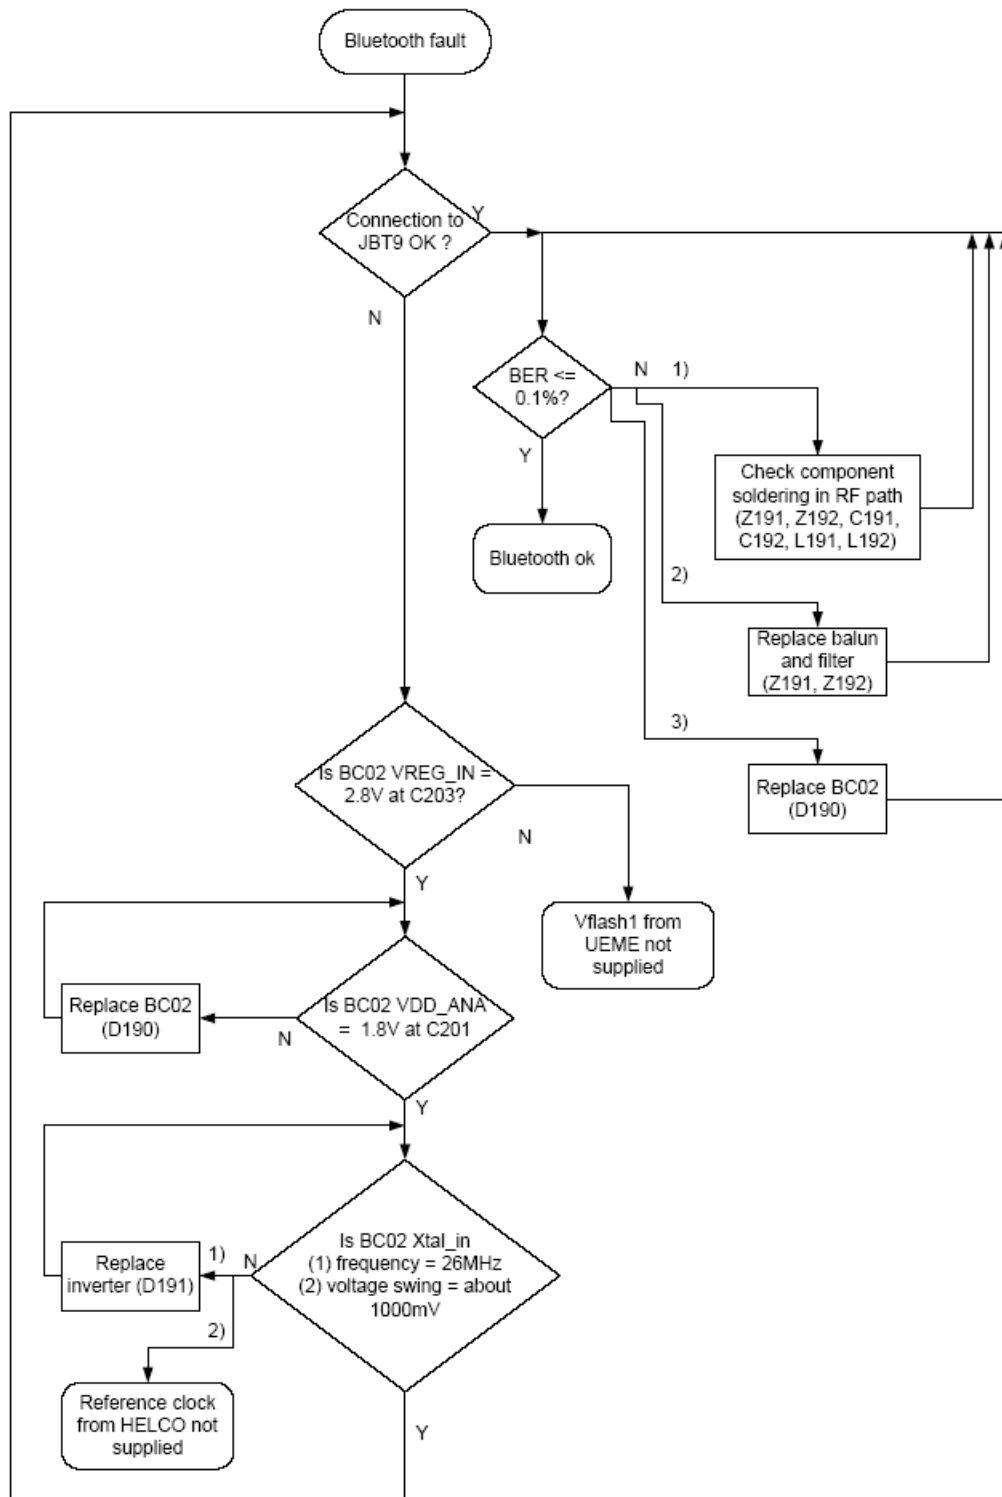 Bluetooth fault
Connection to
JBT9 OK ?
Y
N
BER <=
0.1%?
N
1)
Y
Check component
soldering in RF path
(Z191, Z192, C191,
C192, L191, L192)
Bluetooth ok
2)
Replace balun
and filter
(Z191, Z192)
3)
Replace BC02
(D190)
Is BC02 VREG_IN =
2.8V at C203?
N
Y
Vflash1 from
UEME not
supplied
Is BC02 VDD_ANA
= 1.8V at C201
N
Replace BC02
(D190)
Y
Is BC02 Xtal_in
(1) frequency = 26MHz
(2) voltage swing = about
1000mV
N
1)
Replace
inverter (D191)
2)
Reference clock
from HELCO not
supplied
Y